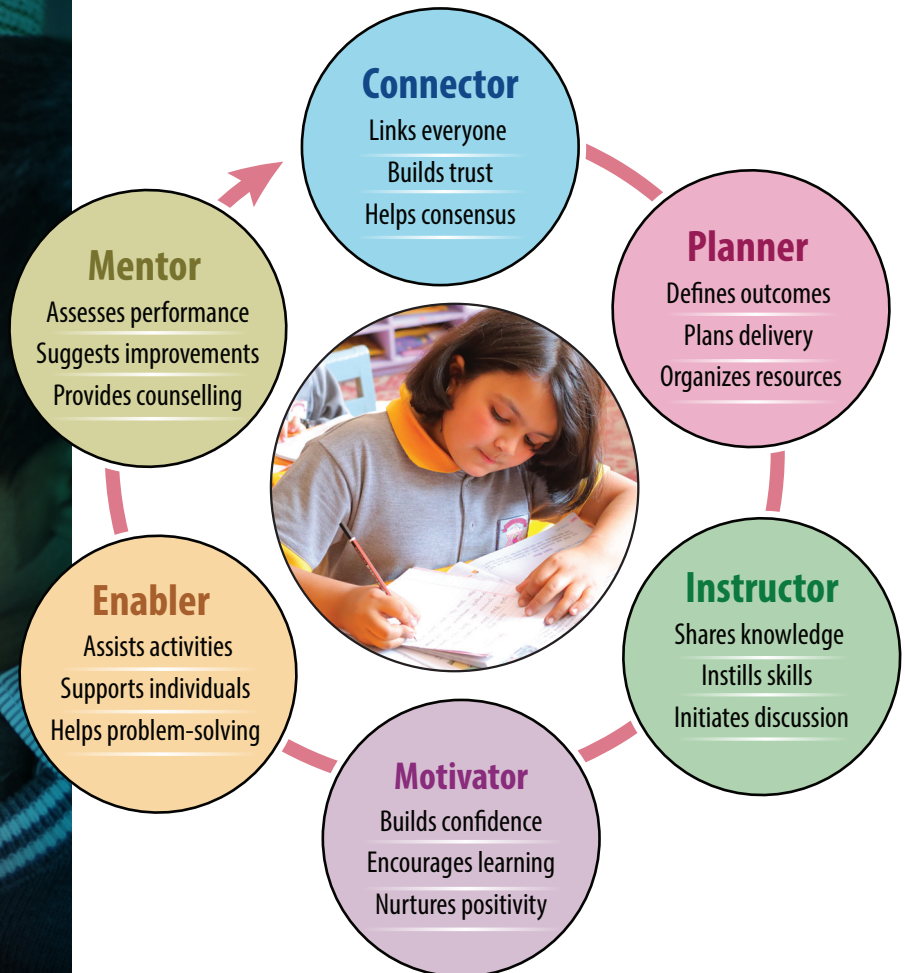 Connector
Links everyone
Builds trust
Helps consensus
Planner
Defines outcomes
Plans delivery
Organizes resources
Instructor
Shares knowledge
Instills skills
Initiates discussion
Motivator
Builds confidence
Encourages learning
Nurtures positivity
Enabler
Assists activities
Supports individuals
Helps problem-solving
Mentor
Assesses performance
Suggests improvements
Provides counselling